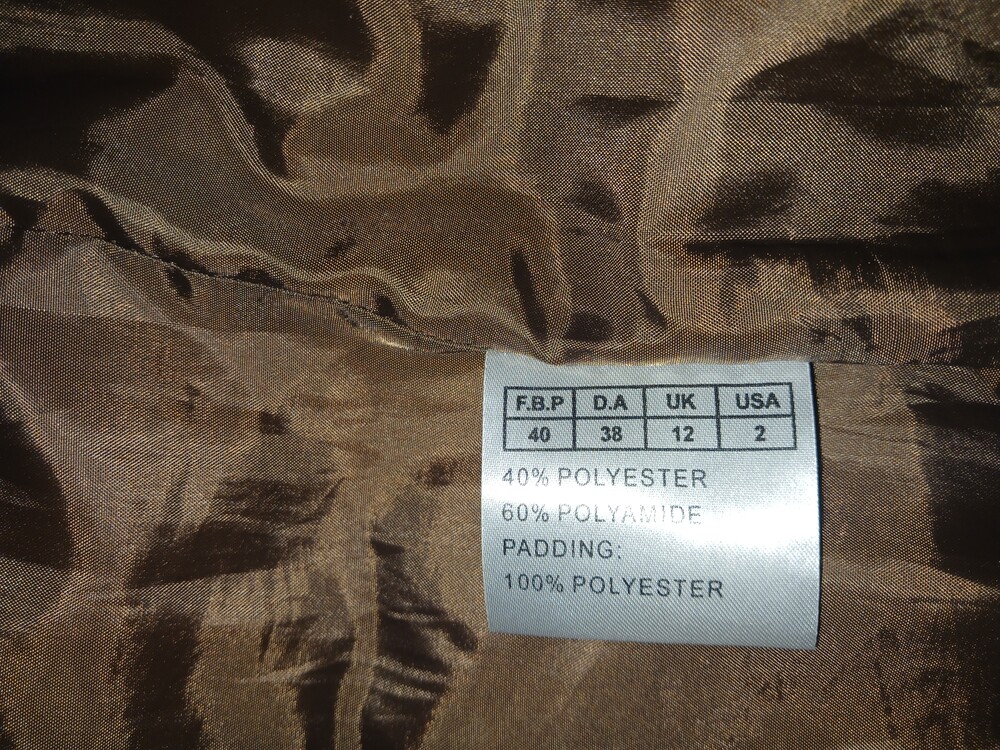 F.B.P D.A UK USA
40 38 12 2
40% POLYESTER
60% POLYAMIDE
PADDING:
100% POLYESTER